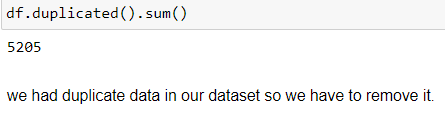 df.duplicated().sum()
5205
we had duplicate data in our dataset so we have to remove it.